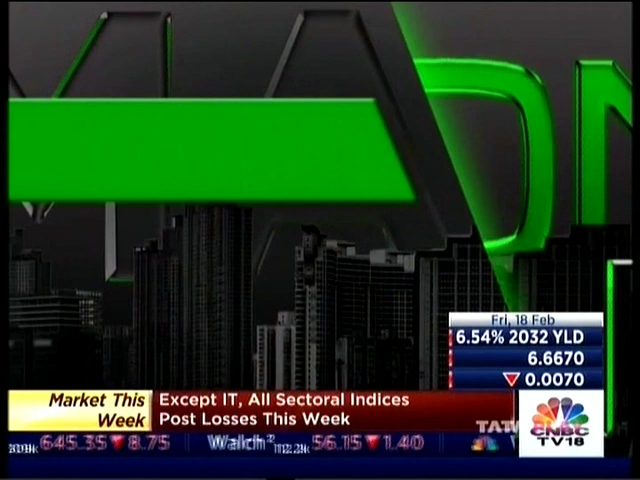 Fri, 18 Feb
6.54% 2032 YLD
6.6670
▼ 0.0070
Market This
Week
Except IT, All Sectoral Indices
Post Losses This Week
CNBC
TV18
645.35 ▼ 8.75
56.15 ▼ 1.40